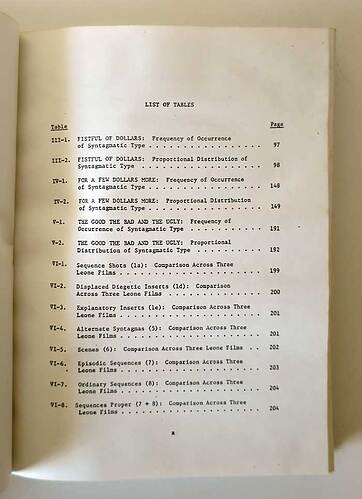 LIST OF TABLES
Table Page
III-1. FISTFUL OF DOLLARS: Frequency of Occurrence
of Syntagmatic Type . . . . . . . . . . . . . . . . . . . 97
III-2. FISTFUL OF DOLLARS: Proportional Distribution of
Syntagmatic Type . . . . . . . . . . . . . . . . . . . . 98
IV-1. FOR A FEW DOLLARS MORE: Frequency of Occurrence
of Syntagmatic Type . . . . . . . . . . . . . . . . . . . 148
IV-2. FOR A FEW DOLLARS MORE: Proportional Distribution
of Syntagmatic Type . . . . . . . . . . . . . . . . . . . 149
V-1. THE GOOD THE BAD AND THE UGLY: Frequency of
Occurrence of Syntagmatic Type . . . . . . . . . . . . . 191
V-2. THE GOOD THE BAD AND THE UGLY: Proportional
Distribution of Syntagmatic Type . . . . . . . . . . . . 192
VI-1. Sequence Shots (1a): Comparison Across Three
Leone Films . . . . . . . . . . . . . . . . . . . . . . . 199
VI-2. Displaced Diegetic Inserts (1d): Comparison
Across Three Leone Films . . . . . . . . . . . . . . . . 200
VI-3. Explanatory Inserts (1e): Comparison Across Three
Leone Films . . . . . . . . . . . . . . . . . . . . . . . 201
VI-4. Alternate Syntagmas (5): Comparison Across Three
Leone Films . . . . . . . . . . . . . . . . . . . . . . . 201
VI-5. Scenes (6): Comparison Across Three Leone Films . . 202
VI-6. Episodic Sequences (7): Comparison Across Three
Leone Films . . . . . . . . . . . . . . . . . . . . . . . 203
VI-7. Ordinary Sequences (8): Comparison Across Three
Leone Films . . . . . . . . . . . . . . . . . . . . . . . 204
VI-8. Sequences Proper (7 + 8): Comparison Across Three
Leone Films . . . . . . . . . . . . . . . . . . . . . . . 204
x